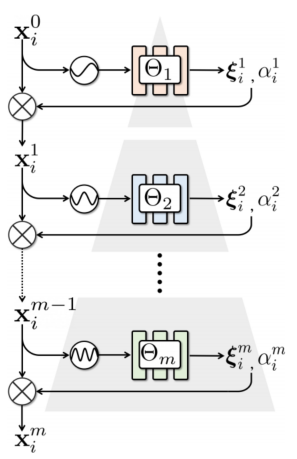 x_i^0
Θ_1 ξ_i^1, α_i^1
x_i^1
Θ_2 ξ_i^2, α_i^2
x_i^{m-1}
Θ_m ξ_i^m, α_i^m
x_i^m